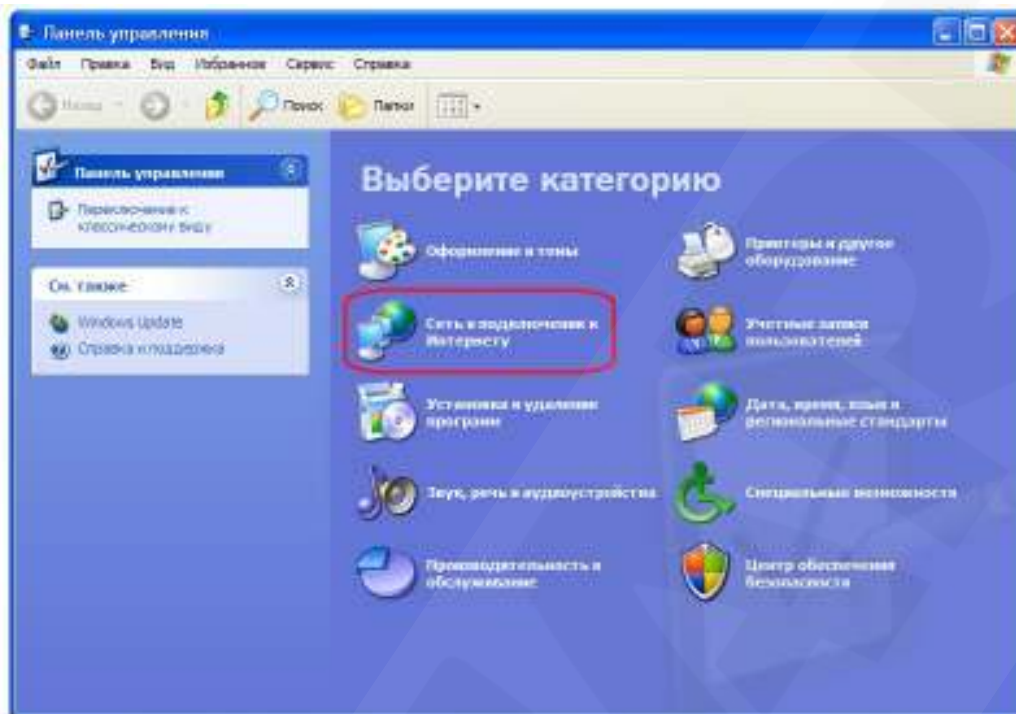 Панель управления
Файл Правка Вид Избранное Сервис Справка
Назад Поиск Папки
Панель управления
Переключение к
классическому виду
См. также
Windows Update
Справка и поддержка
Выберите категорию
Оформление и темы
Принтеры и другое
оборудование
Сеть и подключения к
Интернету
Учетные записи
пользователей
Установка и удаление
программ
Дата, время, язык и
региональные стандарты
Звук, речь и аудиоустройства
Специальные возможности
Производительность и
обслуживание
Центр обеспечения
безопасности